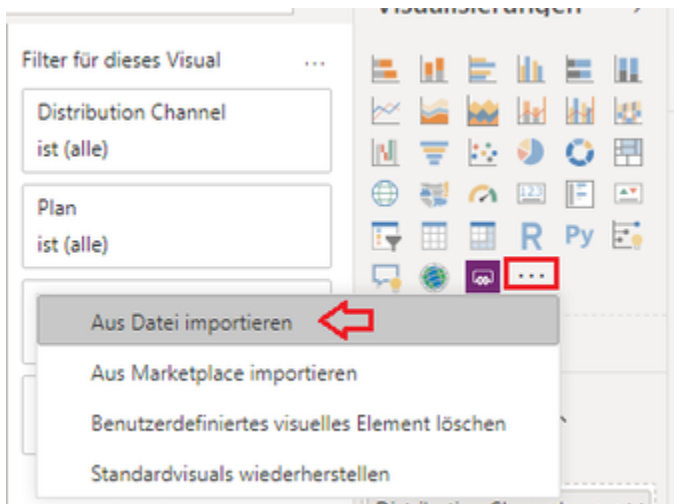 Visualisierungen
Filter für dieses Visual
...
Distribution Channel
ist (alle)
Plan
ist (alle)
123
R
Py
...
Aus Datei importieren
Aus Marketplace importieren
Benutzerdefiniertes visuelles Element löschen
Standardvisuals wiederherstellen